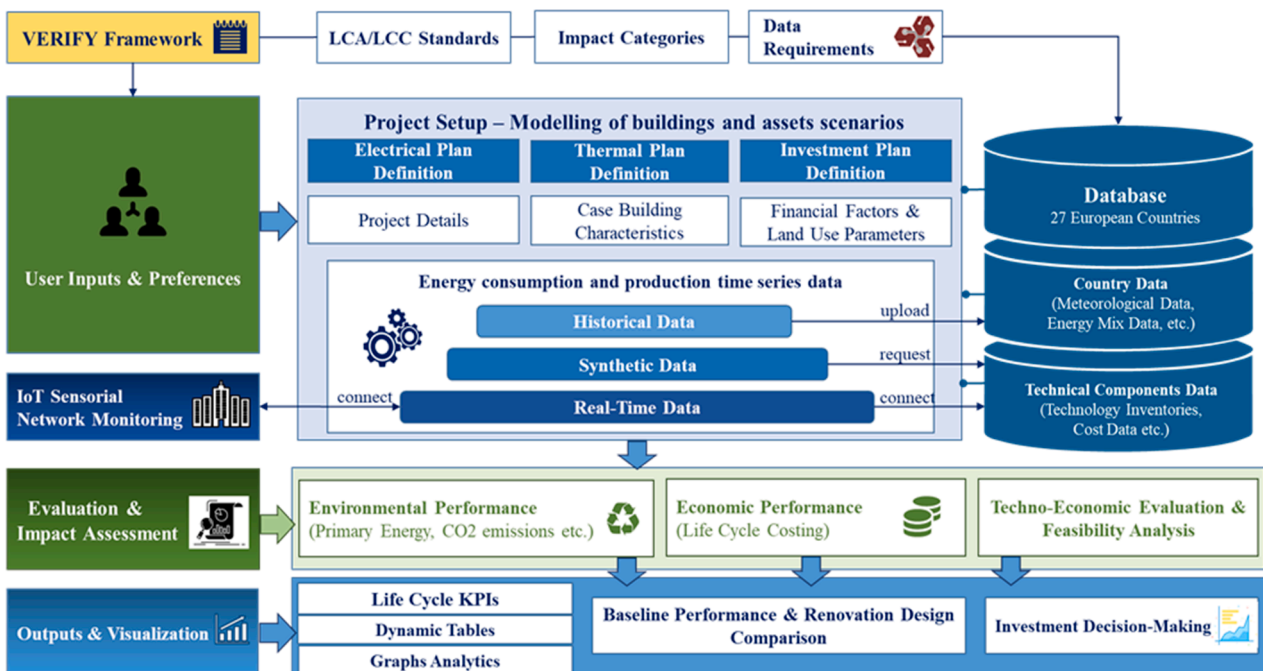 VERIFY Framework
LCA/LCC Standards
Impact Categories
Data
Requirements
User Inputs & Preferences
Project Setup – Modelling of buildings and assets scenarios
Electrical Plan
Definition
Thermal Plan
Definition
Investment Plan
Definition
Project Details
Case Building
Characteristics
Financial Factors &
Land Use Parameters
Energy consumption and production time series data
Historical Data
upload
Synthetic Data
request
connect
Real-Time Data
connect
Database
27 European Countries
Country Data
(Meteorological Data,
Energy Mix Data, etc.)
Technical Components Data
(Technology Inventories,
Cost Data etc.)
IoT Sensorial
Network Monitoring
Evaluation &
Impact Assessment
Environmental Performance
(Primary Energy, CO2 emissions etc.)
Economic Performance
(Life Cycle Costing)
Techno-Economic Evaluation &
Feasibility Analysis
Outputs & Visualization
Life Cycle KPIs
Dynamic Tables
Graphs Analytics
Baseline Performance & Renovation Design
Comparison
Investment Decision-Making